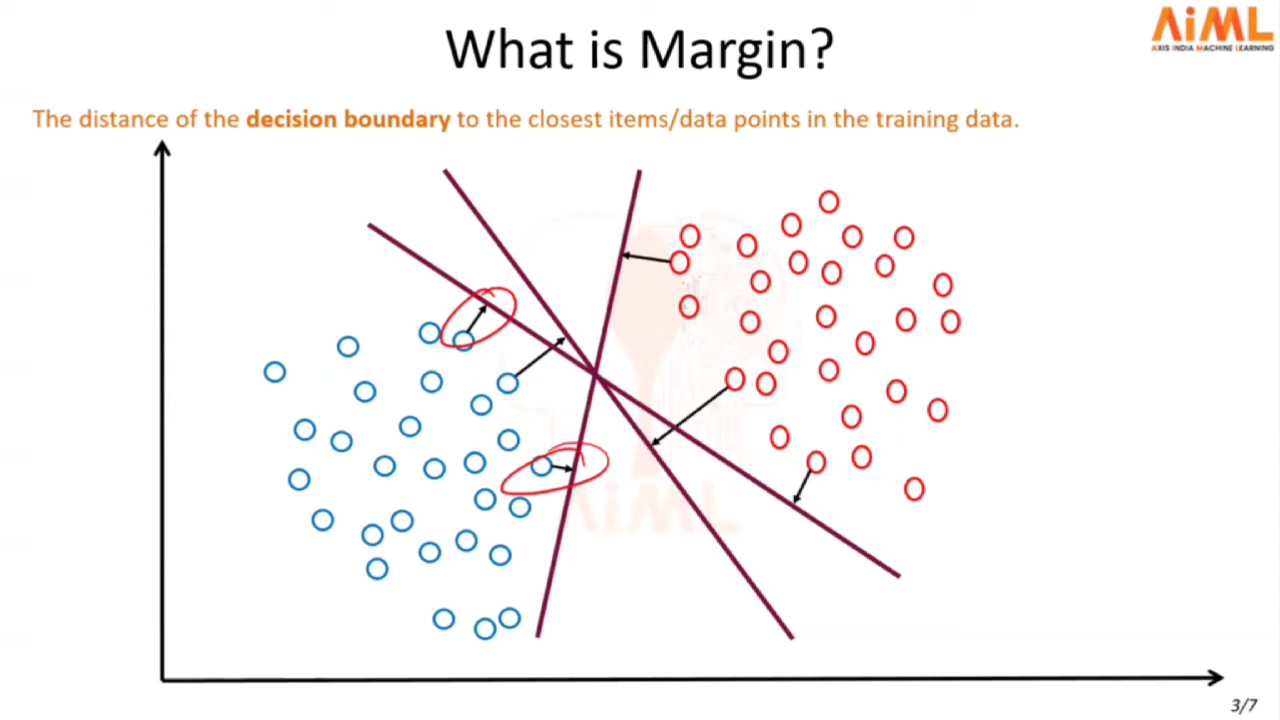 What is Margin?
AiML
AXIS INDIA MACHINE LEARNING
The distance of the decision boundary to the closest items/data points in the training data.
AiML
3/7